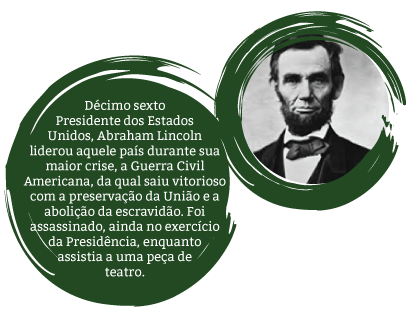 Décimo sexto
Presidente dos Estados
Unidos, Abraham Lincoln
liderou aquele país durante sua
maior crise, a Guerra Civil
Americana, da qual saiu vitorioso
com a preservação da União e a
abolição da escravidão. Foi
assassinado, ainda no exercício
da Presidência, enquanto
assistia a uma peça de
teatro.